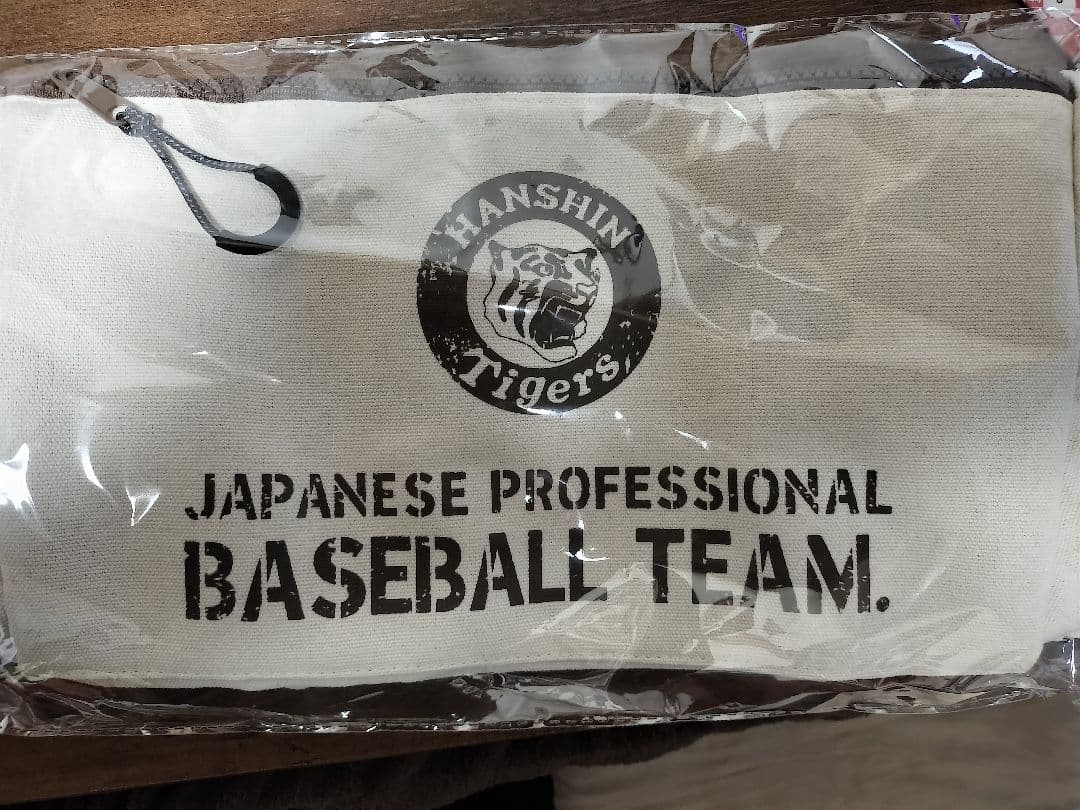 HANSHIN
Tigers
JAPANESE PROFESSIONAL
BASEBALL TEAM.